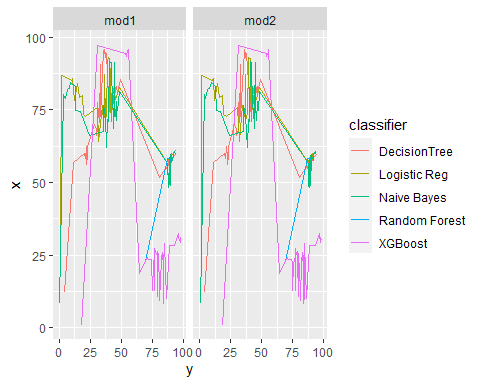 mod1 mod2
100
75
50
25
0
x
0 25 50 75 100 0 25 50 75 100
y
classifier
DecisionTree
Logistic Reg
Naive Bayes
Random Forest
XGBoost